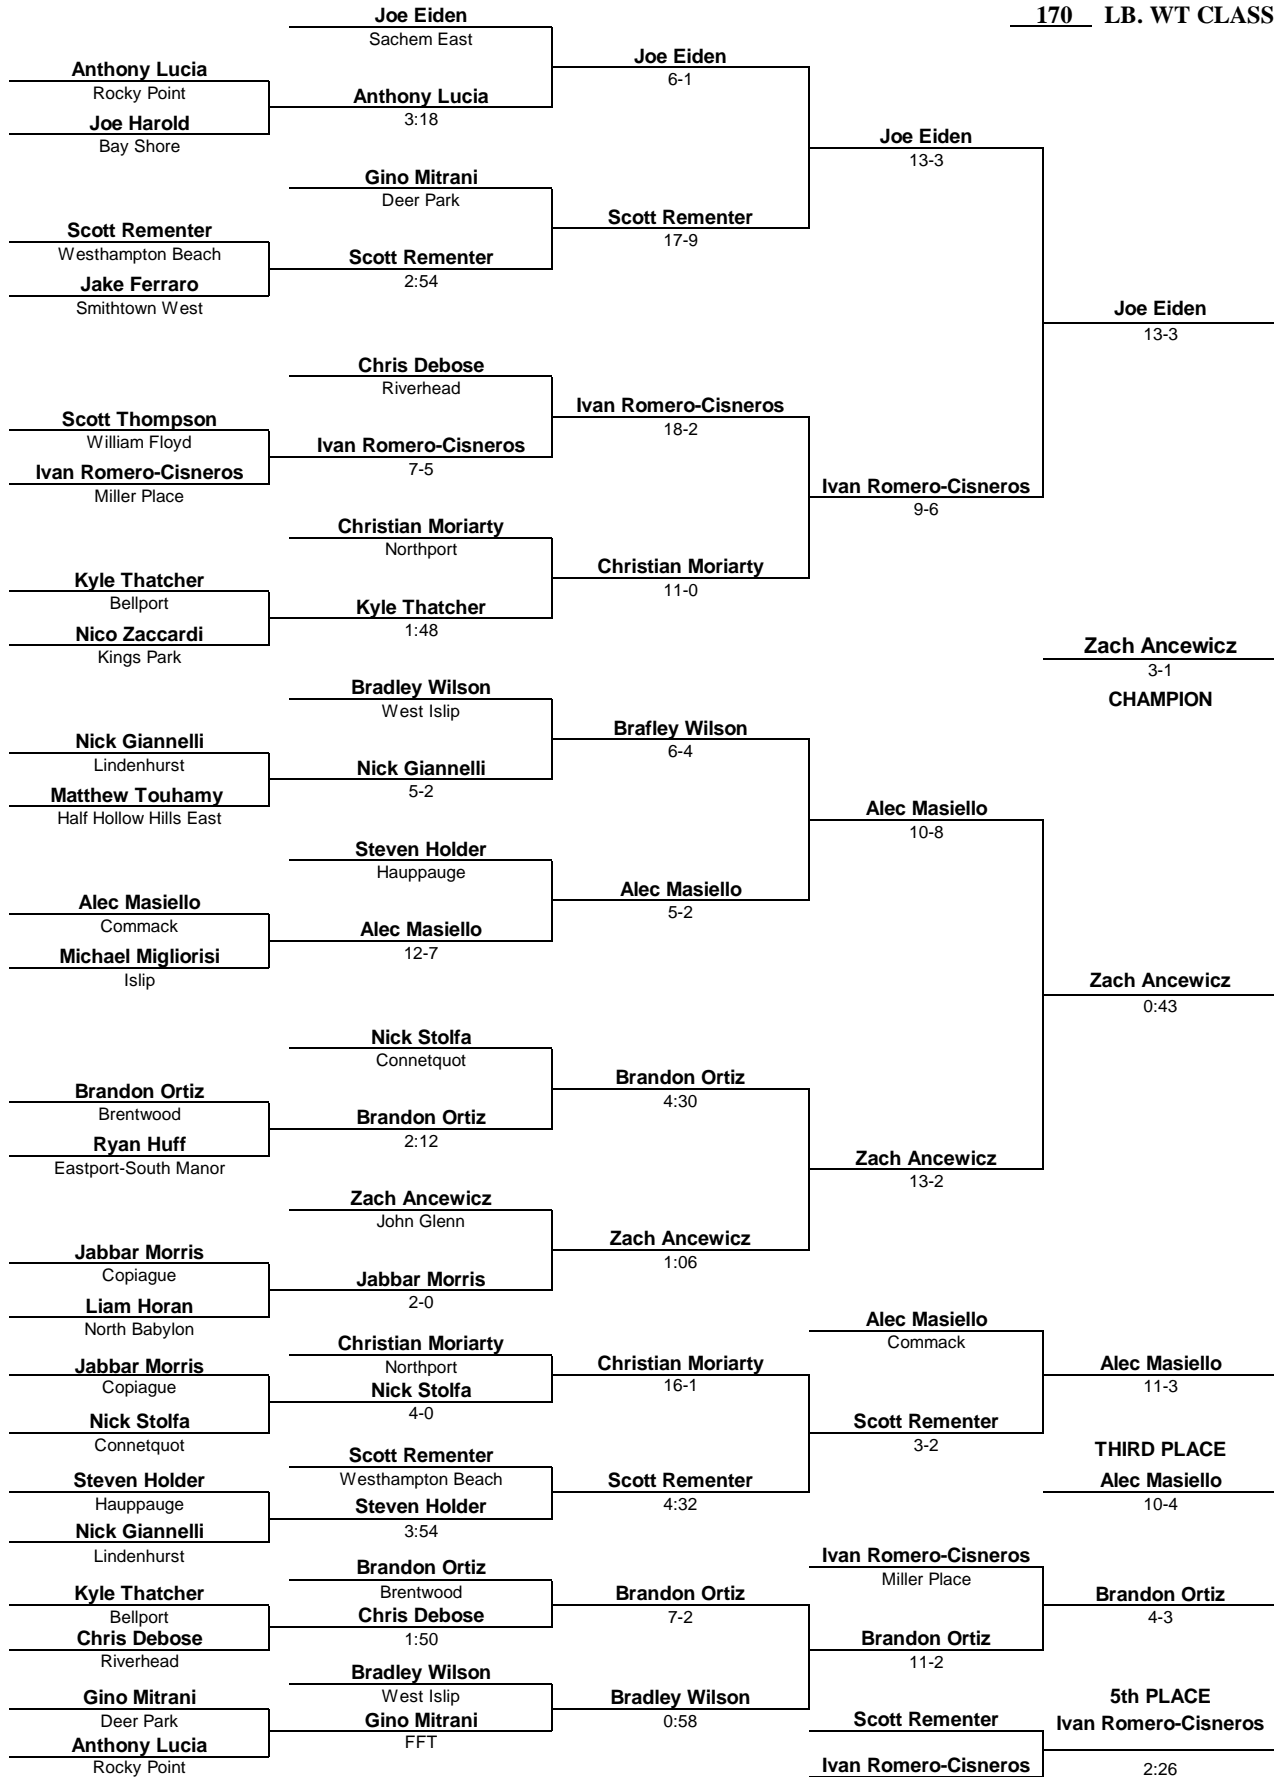 170 LB. WT CLASS
Joe Eiden
Sachem East
Anthony Lucia
Rocky Point
Joe Harold
Bay Shore
Anthony Lucia
3:18
Joe Eiden
6-1
Gino Mitrani
Deer Park
Scott Rementer
Westhampton Beach
Jake Ferraro
Smithtown West
Scott Rementer
2:54
Scott Rementer
17-9
Joe Eiden
13-3
Chris Debose
Riverhead
Scott Thompson
William Floyd
Ivan Romero-Cisneros
Miller Place
Ivan Romero-Cisneros
7-5
Ivan Romero-Cisneros
18-2
Christian Moriarty
Northport
Kyle Thatcher
Bellport
Nico Zaccardi
Kings Park
Kyle Thatcher
1:48
Christian Moriarty
11-0
Ivan Romero-Cisneros
9-6
Joe Eiden
13-3
Zach Ancewicz
3-1
CHAMPION
Bradley Wilson
West Islip
Nick Giannelli
Lindenhurst
Matthew Touhamy
Half Hollow Hills East
Nick Giannelli
5-2
Brafley Wilson
6-4
Steven Holder
Hauppauge
Alec Masiello
Commack
Michael Migliorisi
Islip
Alec Masiello
12-7
Alec Masiello
5-2
Alec Masiello
10-8
Nick Stolfa
Connetquot
Brandon Ortiz
Brentwood
Ryan Huff
Eastport-South Manor
Brandon Ortiz
2:12
Brandon Ortiz
4:30
Zach Ancewicz
John Glenn
Jabbar Morris
Copiague
Liam Horan
North Babylon
Jabbar Morris
2-0
Zach Ancewicz
1:06
Zach Ancewicz
13-2
Zach Ancewicz
0:43
Christian Moriarty
Northport
Jabbar Morris
Copiague
Nick Stolfa
Connetquot
Nick Stolfa
4-0
Christian Moriarty
16-1
Scott Rementer
Westhampton Beach
Steven Holder
Hauppauge
Nick Giannelli
Lindenhurst
Steven Holder
3:54
Scott Rementer
4:32
Alec Masiello
Commack
Scott Rementer
3-2
Alec Masiello
11-3
THIRD PLACE
Alec Masiello
10-4
Brandon Ortiz
Brentwood
Kyle Thatcher
Bellport
Chris Debose
Riverhead
Chris Debose
1:50
Brandon Ortiz
7-2
Bradley Wilson
West Islip
Gino Mitrani
Deer Park
Anthony Lucia
Rocky Point
Gino Mitrani
FFT
Bradley Wilson
0:58
Ivan Romero-Cisneros
Miller Place
Brandon Ortiz
11-2
Brandon Ortiz
4-3
Scott Rementer
Ivan Romero-Cisneros
5th PLACE
Ivan Romero-Cisneros
2:26